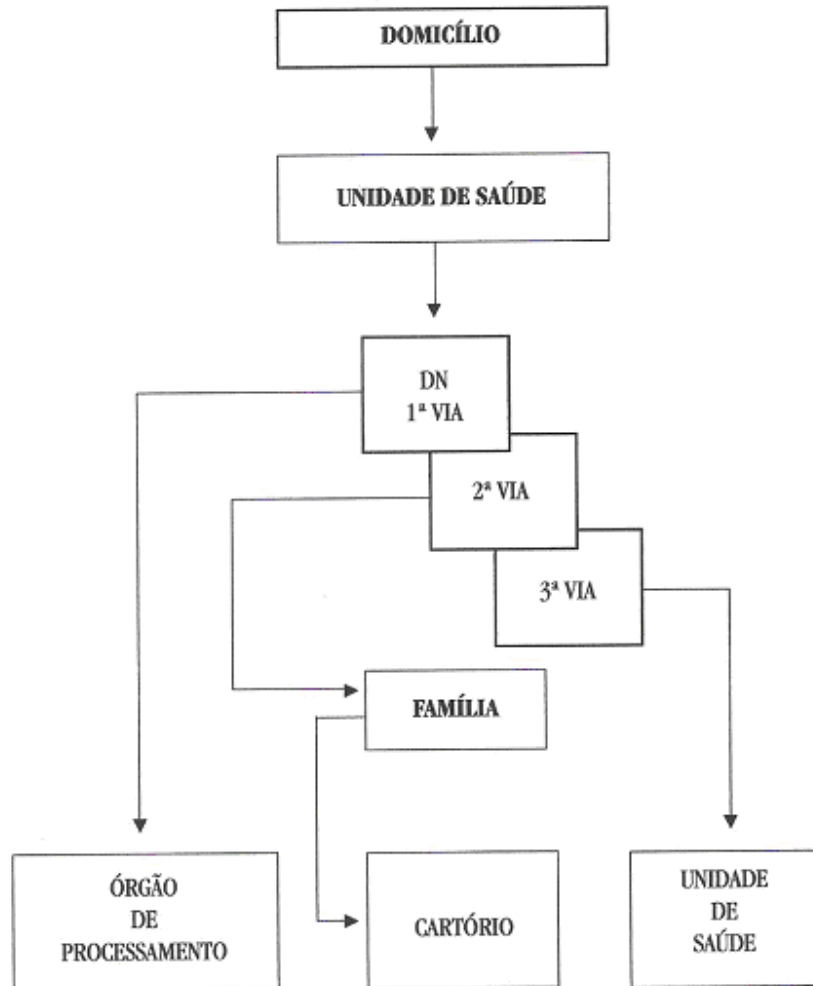 DOMICÍLIO
UNIDADE DE SAÚDE
DN
1ª VIA
2ª VIA
3ª VIA
FAMÍLIA
ÓRGÃO
DE
PROCESSAMENTO
CARTÓRIO
UNIDADE
DE
SAÚDE